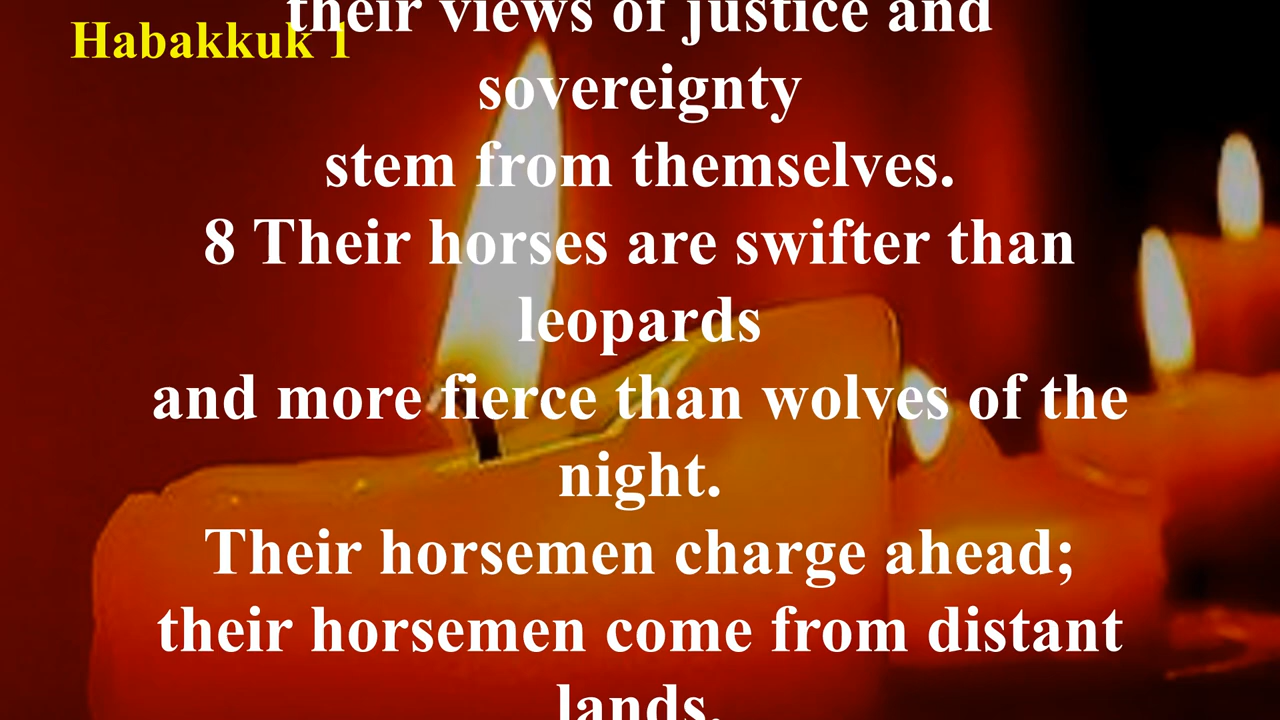 Habakkuk 1
their views of justice and
sovereignty
stem from themselves.
8 Their horses are swifter than
leopards
and more fierce than wolves of the
night.
Their horsemen charge ahead;
their horsemen come from distant
lands.